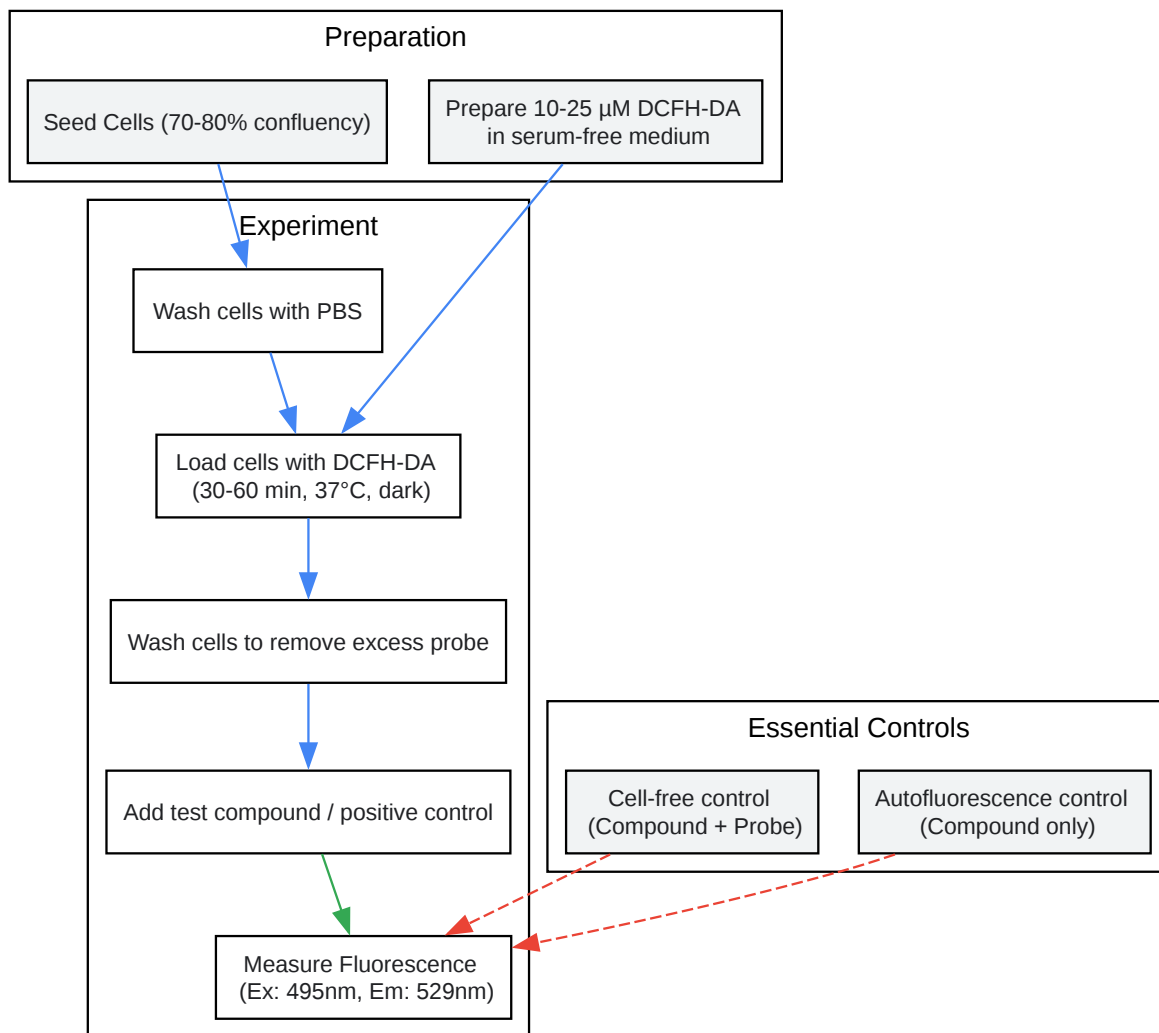 Preparation
Seed Cells (70-80% confluency)
Prepare 10-25 µM DCFH-DA
in serum-free medium
Experiment
Wash cells with PBS
Load cells with DCFH-DA
(30-60 min, 37°C, dark)
Wash cells to remove excess probe
Add test compound / positive control
Essential Controls
Cell-free control
(Compound + Probe)
Autofluorescence control
(Compound only)
Measure Fluorescence
(Ex: 495nm, Em: 529nm)